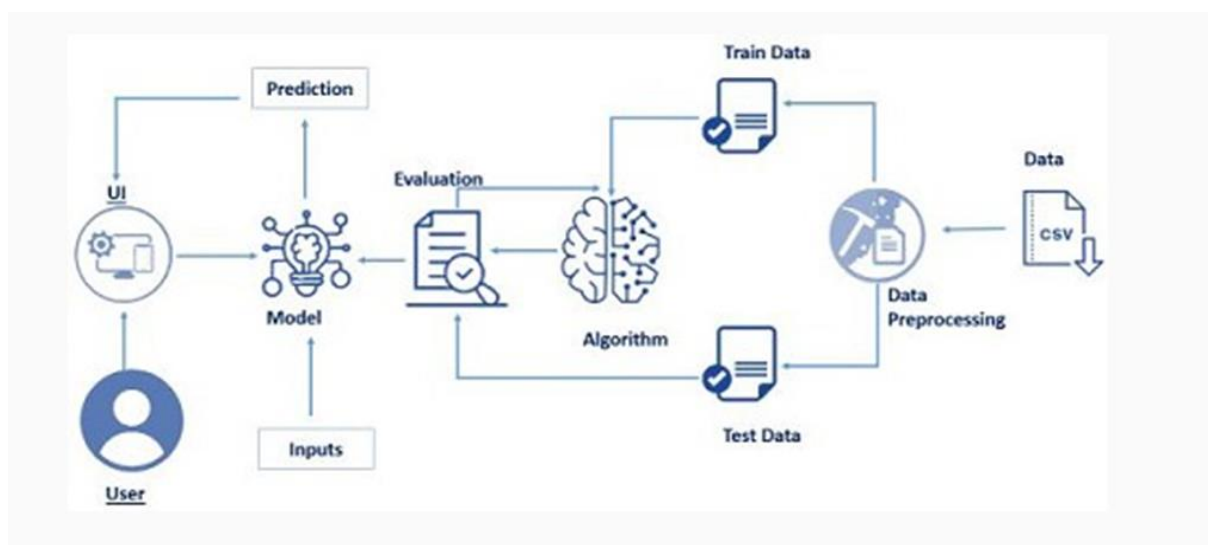 Train Data
Prediction
Data
Evaluation
UI
CSV
Data
Preprocessing
Model
Algorithm
Test Data
Inputs
User